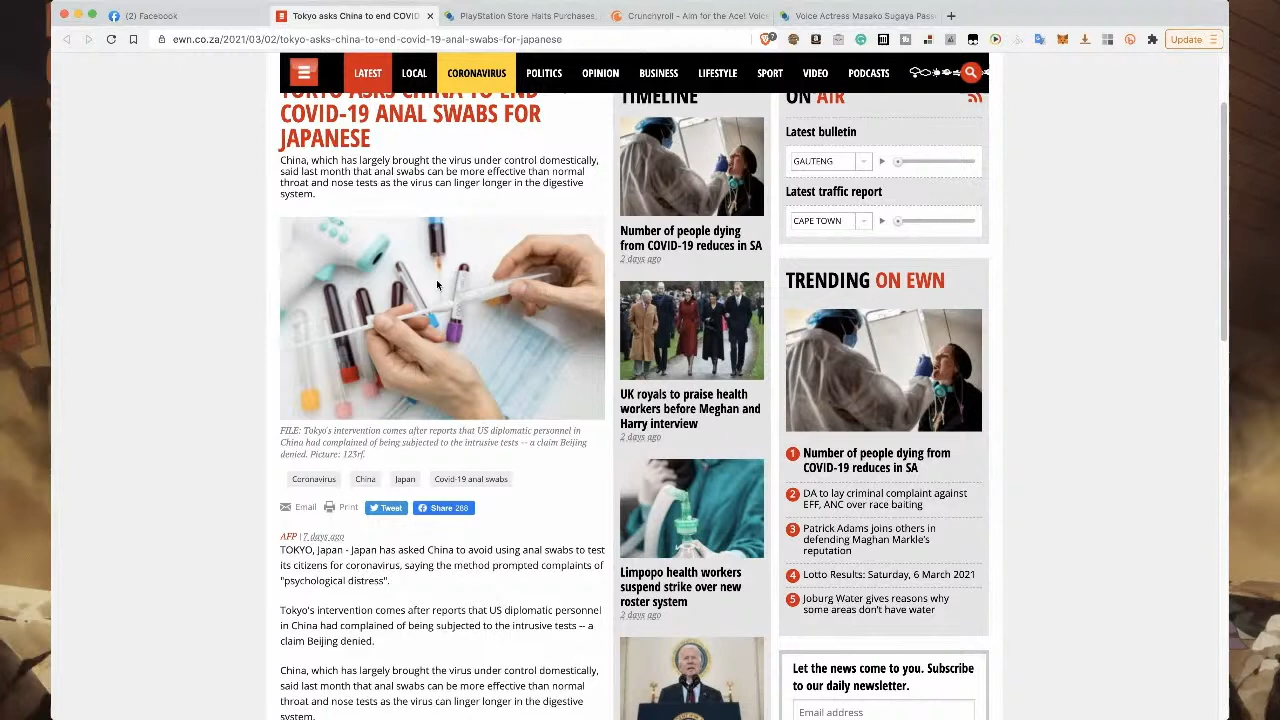 (2) Facebook
Tokyo asks China to end COVID
PlayStation Store Halts Purchases,
Crunchyroll - Aim for the Ace! Voic
Voice Actress Masako Sugaya Pass
ewn.co.za/2021/03/02/tokyo-asks-china-to-end-covid-19-anal-swabs-for-japanese
7
Update
LATEST
LOCAL
CORONAVIRUS
POLITICS
OPINION
BUSINESS
LIFESTYLE
SPORT
VIDEO
PODCASTS
TOKYO ASKS CHINA TO END
COVID-19 ANAL SWABS FOR
JAPANESE
China, which has largely brought the virus under control domestically,
said last month that anal swabs can be more effective than normal
throat and nose tests as the virus can linger longer in the digestive
system.
FILE: Tokyo's intervention comes after reports that US diplomatic personnel in
China had complained of being subjected to the intrusive tests -- a claim Beijing
denied. Picture: 123rf.
Coronavirus
China
Japan
Covid-19 anal swabs
Email
Print
Tweet
Share 288
AFP | 7 days ago
TOKYO, Japan - Japan has asked China to avoid using anal swabs to test
its citizens for coronavirus, saying the method prompted complaints of
"psychological distress".
Tokyo's intervention comes after reports that US diplomatic personnel
in China had complained of being subjected to the intrusive tests -- a
claim Beijing denied.
China, which has largely brought the virus under control domestically,
said last month that anal swabs can be more effective than normal
throat and nose tests as the virus can linger longer in the digestive
system.
TIMELINE
Number of people dying
from COVID-19 reduces in SA
2 days ago
UK royals to praise health
workers before Meghan and
Harry interview
2 days ago
Limpopo health workers
suspend strike over new
roster system
2 days ago
ON AIR
Latest bulletin
GAUTENG
Latest traffic report
CAPE TOWN
TRENDING ON EWN
1 Number of people dying from
COVID-19 reduces in SA
2 DA to lay criminal complaint against
EFF, ANC over race baiting
3 Patrick Adams joins others in
defending Maghan Markle's
reputation
4 Lotto Results: Saturday, 6 March 2021
5 Joburg Water gives reasons why
some areas don't have water
Let the news come to you. Subscribe
to our daily newsletter.
Email address